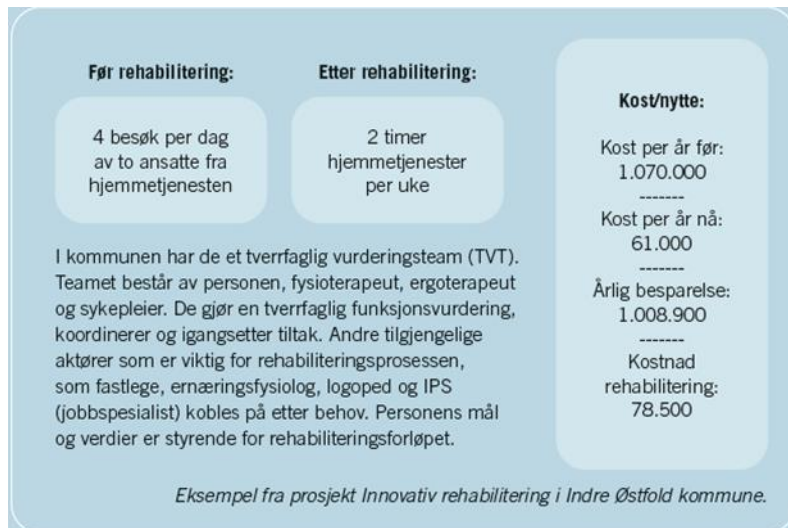 Før rehabilitering:
4 besøk per dag
av to ansatte fra
hjemmetjenesten
Etter rehabilitering:
2 timer
hjemmetjenester
per uke
I kommunen har de et tverrfaglig vurderingsteam (TVT).
Teamet består av personen, fysioterapeut, ergoterapeut
og sykepleier. De gjør en tverrfaglig funksjonsvurdering,
koordinerer og igangsetter tiltak. Andre tilgjengelige
aktører som er viktig for rehabiliteringsprosessen,
som fastlege, ernæringsfysiolog, logoped og IPS
(jobbspesialist) kobles på etter behov. Personens mål
og verdier er styrende for rehabiliteringsforløpet.
Kost/nytte:
Kost per år før:
1.070.000
-------
Kost per år nå:
61.000
-------
Årlig besparelse:
1.008.900
-------
Kostnad
rehabilitering:
78.500
Eksempel fra prosjekt Innovativ rehabilitering i Indre Østfold kommune.